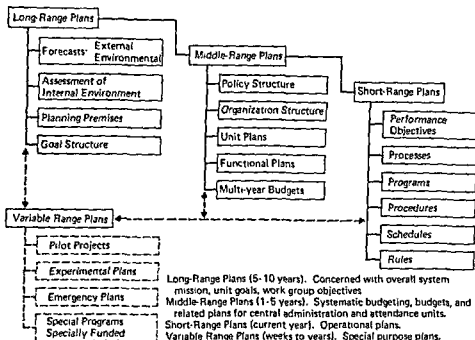 Long-Range Plans
Forecasts· External
Environmental
Assessment of
Internal Environment
Planning Premises
Goal Structure
Middle-Range Plans
Policy Structure
Organization Structure
Unit Plans
Functional Plans
Multi-year Budgets
Short-Range Plans
Performance
Objectives
Processes
Programs
Procedures
Schedules
Rules
Variable Range Plans
Pilot Projects
Experimental Plans
Emergency Plans
Special Programs
Specially Funded
Long-Range Plans (5-10 years). Concerned with overall system
mission, unit goals, work group objectives
Middle-Range Plans (1-5 years). Systematic budgeting, budgets, and
related plans for central administration and attendance units.
Short-Range Plans (current year). Operational plans.
Variable Range Plans (weeks to years). Special purpose plans.